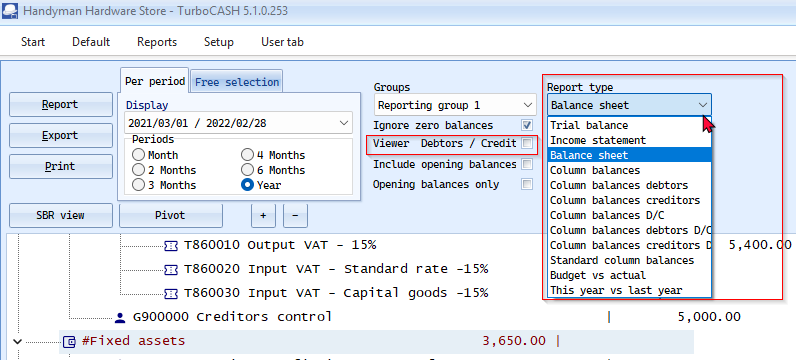 Handyman Hardware Store - TurboCASH 5.1.0.253
Start Default Reports Setup User tab
Per period Free selection
Report
Export
Print
Display
2021/03/01 / 2022/02/28
Periods
Month 4 Months
2 Months 6 Months
3 Months Year
Groups
Reporting group 1
Ignore zero balances
Viewer Debtors / Credit
Include opening balances
Opening balances only
Report type
Balance sheet
Trial balance
Income statement
Balance sheet
Column balances
Column balances debtors
Column balances creditors
Column balances D/C
Column balances debtors D/C
Column balances creditors D
Standard column balances
Budget vs actual
This year vs last year
SBR view Pivot + -
T860010 Output VAT - 15% 5,400.00
T860020 Input VAT - Standard rate -15%
T860030 Input VAT - Capital goods -15%
G900000 Creditors control | 5,000.00
#Fixed assets 3,650.00 |